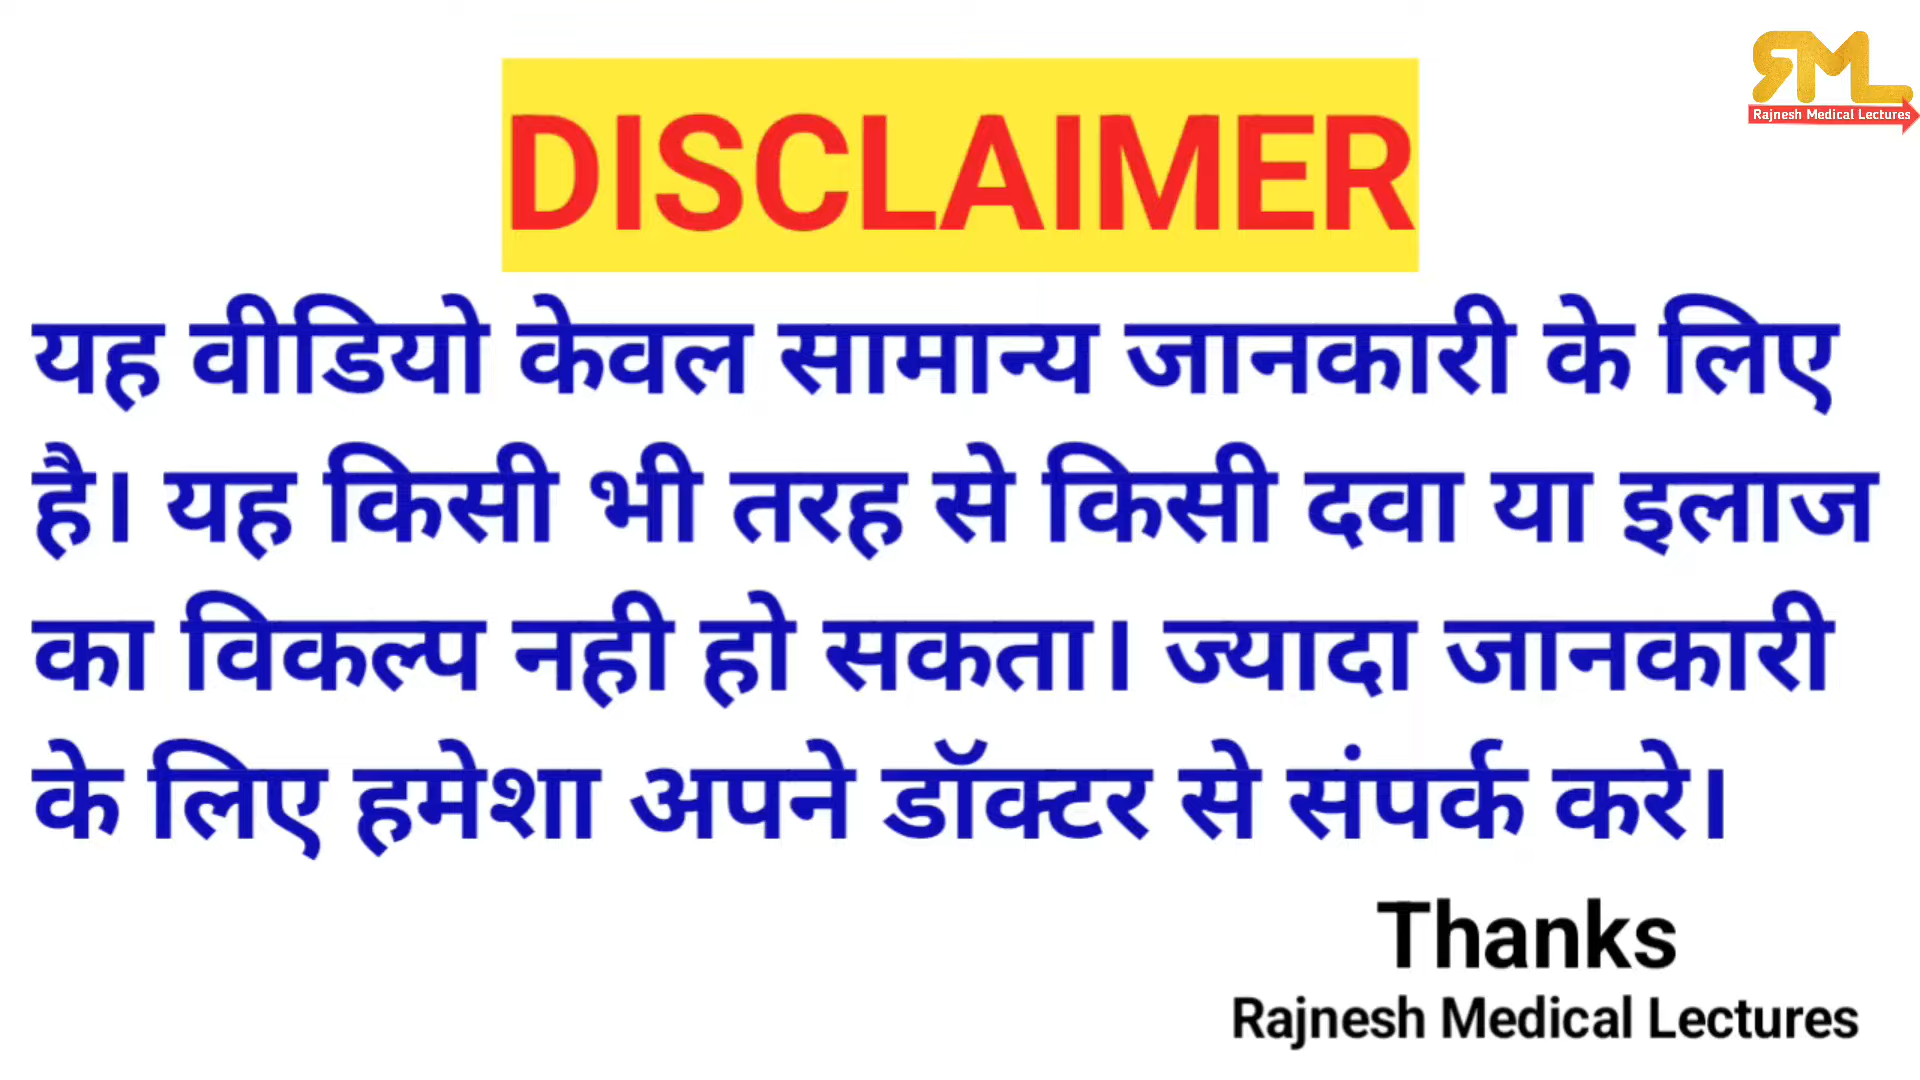 RML
Rajnesh Medical Lectures
DISCLAIMER
यह वीडियो केवल सामान्य जानकारी के लिए
है। यह किसी भी तरह से किसी दवा या इलाज
का विकल्प नही हो सकता। ज्यादा जानकारी
के लिए हमेशा अपने डॉक्टर से संपर्क करे।
Thanks
Rajnesh Medical Lectures